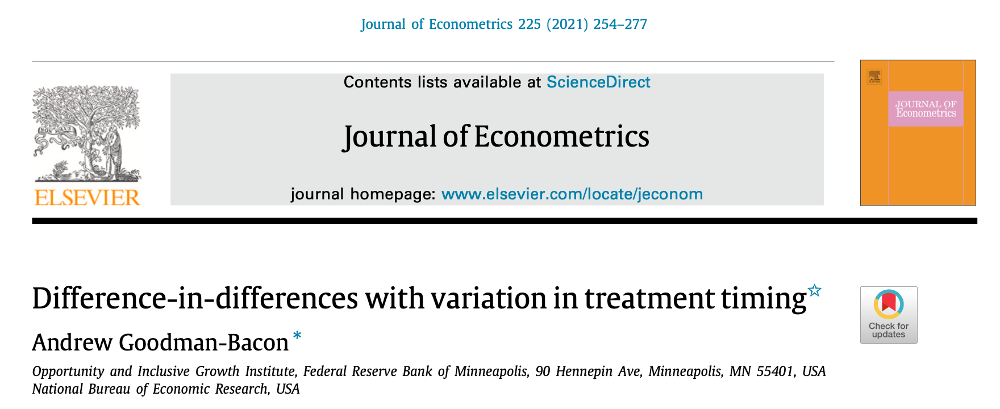 Journal of Econometrics 225 (2021) 254–277
Contents lists available at ScienceDirect
Journal of Econometrics
journal homepage: www.elsevier.com/locate/jeconom
NON SOLUS
ELSEVIER
ELSEVIER
JOURNAL OF
Econometrics
Difference-in-differences with variation in treatment timing☆
Andrew Goodman-Bacon *
Opportunity and Inclusive Growth Institute, Federal Reserve Bank of Minneapolis, 90 Hennepin Ave, Minneapolis, MN 55401, USA
National Bureau of Economic Research, USA
Check for
updates